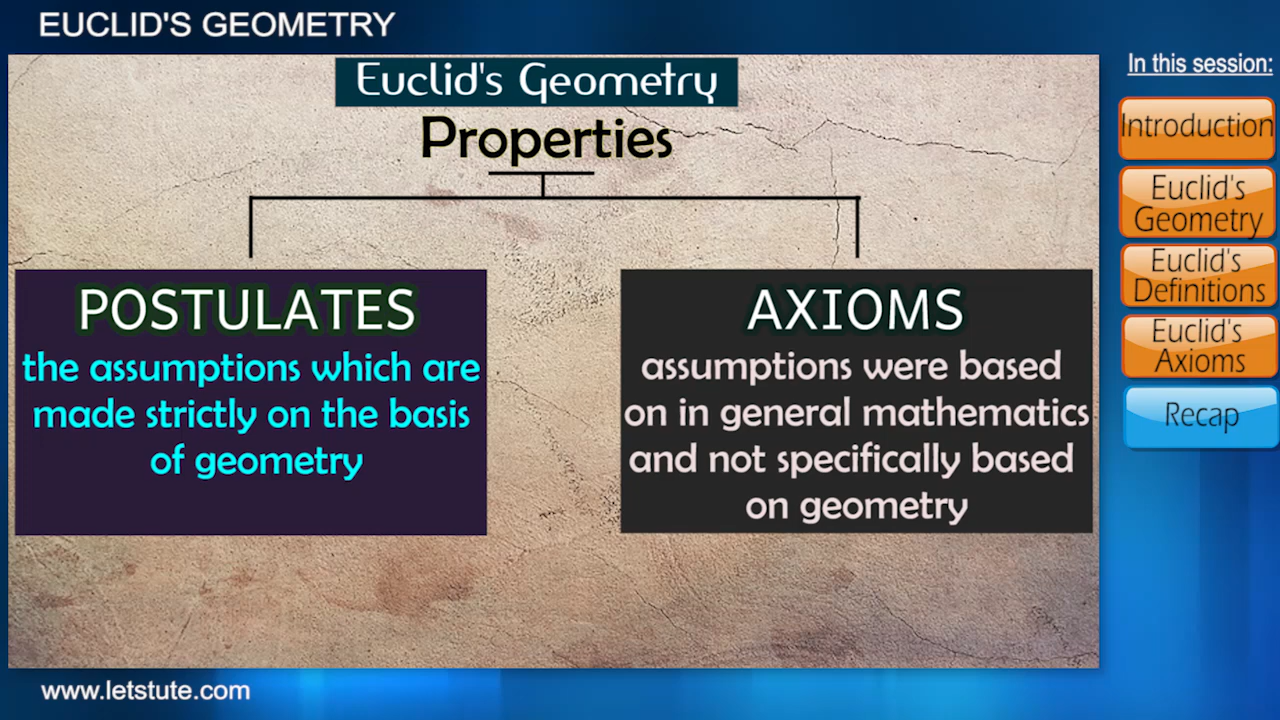 EUCLID'S GEOMETRY
Euclid's Geometry
Properties
POSTULATES
the assumptions which are
made strictly on the basis
of geometry
AXIOMS
assumptions were based
on in general mathematics
and not specifically based
on geometry
In this session:
Introduction
Euclid's
Geometry
Euclid's
Definitions
Euclid's
Axioms
Recap
www.letstute.com